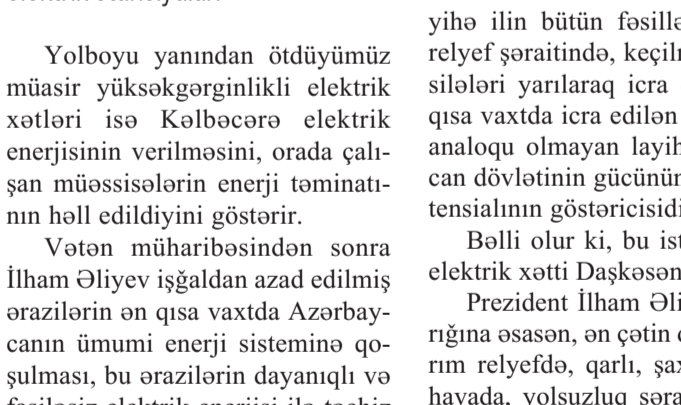 Yolboyu yanından ötdüyümüz
müasir yüksəkgərginlikli elektrik
xətləri isə Kəlbəcərə elektrik
enerjisinin verilməsini, orada çalı-
şan müəssisələrin enerji təminatı-
nın həll edildiyini göstərir.
Vətən müharibəsindən sonra
İlham Əliyev işğaldan azad edilmiş
ərazilərin ən qısa vaxtda Azərbay-
canın ümumi enerji sisteminə qo-
şulması, bu ərazilərin dayanıqlı və
yihə ilin bütün fəsillə
relyef şəraitində, keçil
silələri yarılaraq icra
qısa vaxtda icra edilən
analoqu olmayan layih
can dövlətinin gücünü
tensialının göstəricisidi
Bəlli olur ki, bu ist
elektrik xətti Daşkəsən
Prezident İlham Əli
rığına əsasən, ən çətin
rım relyefdə, qarlı, şax
havada, yolsuzluq şəra